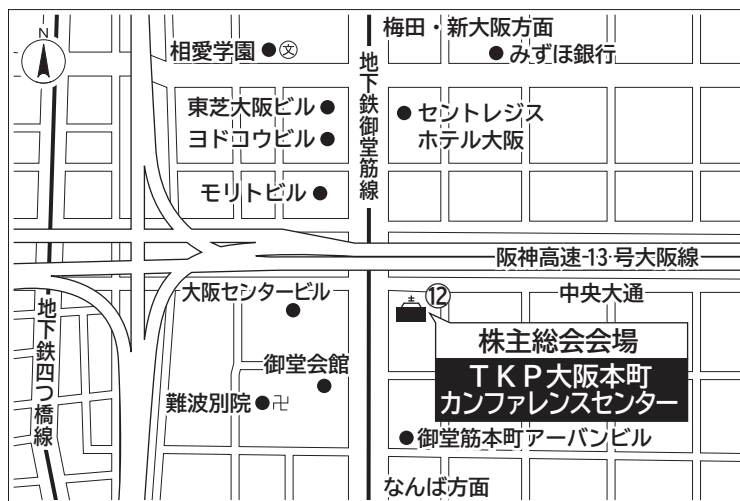 N
梅田・新大阪方面
相愛学園
文
みずほ銀行
地下鉄御堂筋線
東芝大阪ビル
セントレジス
ホテル大阪
ヨドコウビル
モリトビル
阪神高速13号大阪線
大阪センタービル
⑫
中央大通
地下鉄四つ橋線
株主総会会場
TKP大阪本町
カンファレンスセンター
御堂会館
難波別院
卍
御堂筋本町アーバンビル
なんば方面